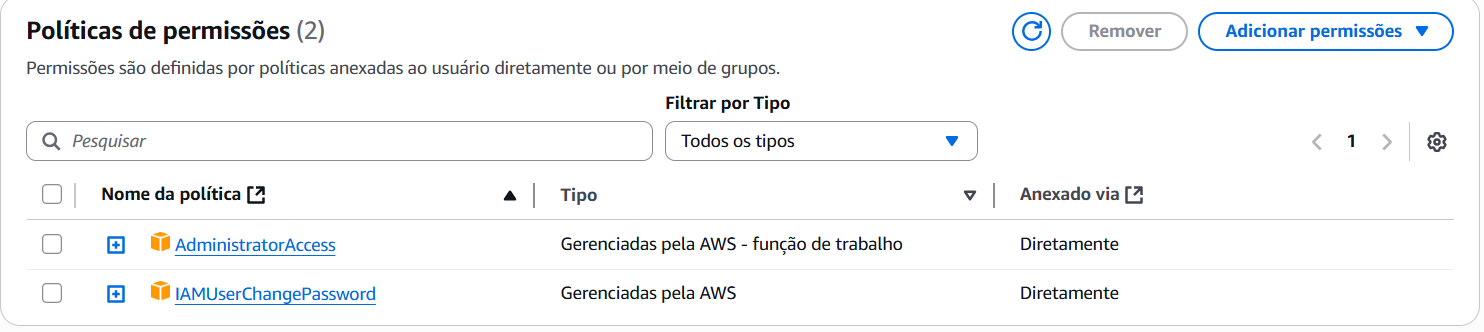 Políticas de permissões (2)
Remover
Adicionar permissões
Permissões são definidas por políticas anexadas ao usuário diretamente ou por meio de grupos.
Filtrar por Tipo
Pesquisar
Todos os tipos
1
Nome da política
Tipo
Anexado via
AdministratorAccess
Gerenciadas pela AWS - função de trabalho
Diretamente
IAMUserChangePassword
Gerenciadas pela AWS
Diretamente